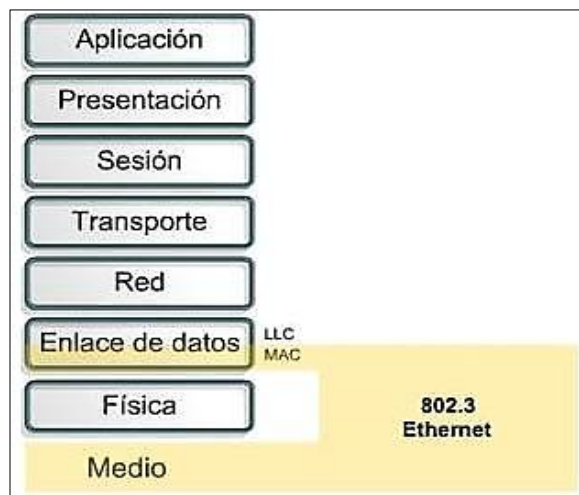 Aplicación
Presentación
Sesión
Transporte
Red
Enlace de datos
LLC
MAC
Física
802.3
Ethernet
Medio